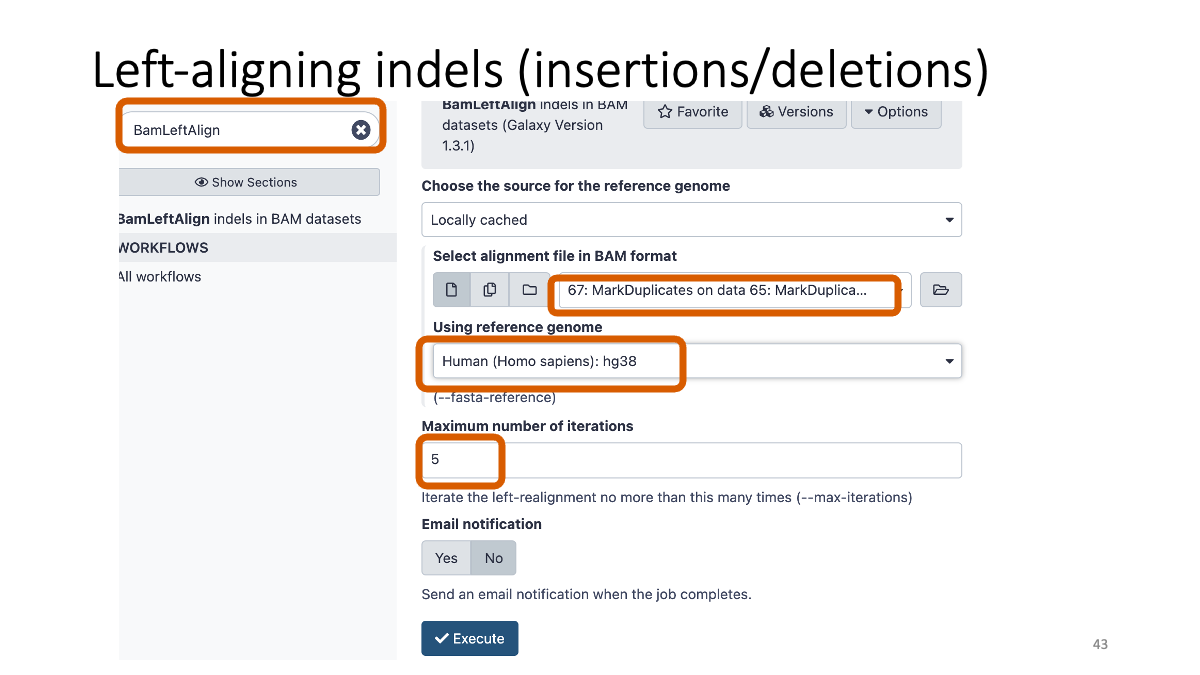 Left-aligning indels (insertions/deletions)
BamLeftAlign
Show Sections
BamLeftAlign indels in BAM datasets
WORKFLOWS
All workflows
BamLeftAlign indels in BAM
datasets (Galaxy Version
1.3.1)
Favorite
Versions
Options
Choose the source for the reference genome
Locally cached
Select alignment file in BAM format
67: MarkDuplicates on data 65: MarkDuplica...
Using reference genome
Human (Homo sapiens): hg38
(--fasta-reference)
Maximum number of iterations
5
Iterate the left-realignment no more than this many times (--max-iterations)
Email notification
Yes No
Send an email notification when the job completes.
Execute
43